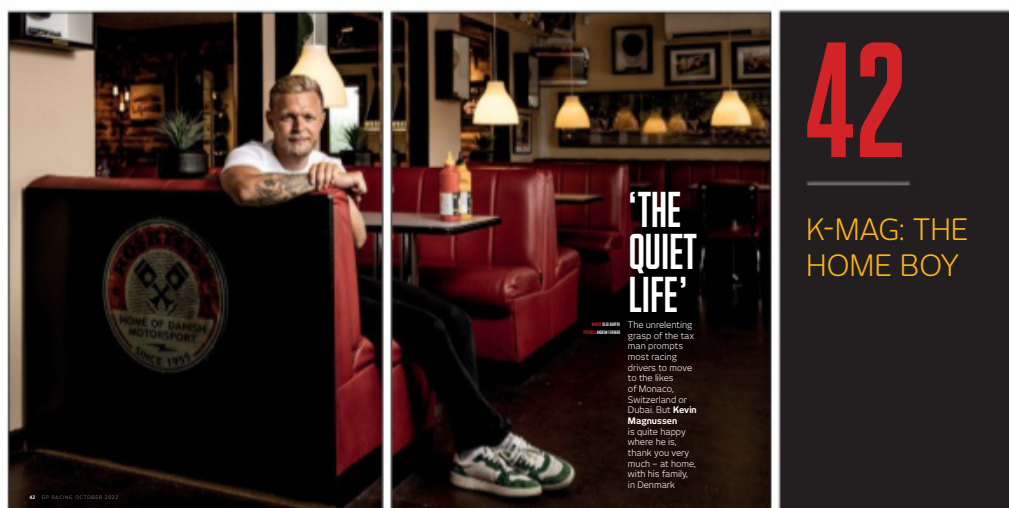 HOME OF DANISH
MOTORSPORT
SINCE 1955
‘THE
QUIET
LIFE’
The unrelenting
grasp of the tax
man prompts
most racing
drivers to move
to the likes
of Monaco,
Switzerland or
Dubai. But Kevin
Magnussen
is quite happy
where he is,
thank you very
much – at home,
with his family,
in Denmark
42 GP RACING OCTOBER 2022
42
K-MAG: THE
HOME BOY